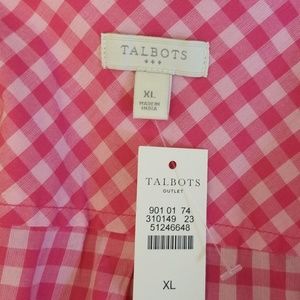 TALBOTS
XL
MADE IN
INDIA
TALBOTS
OUTLET
901 01 74
310149 23
51246648
XL